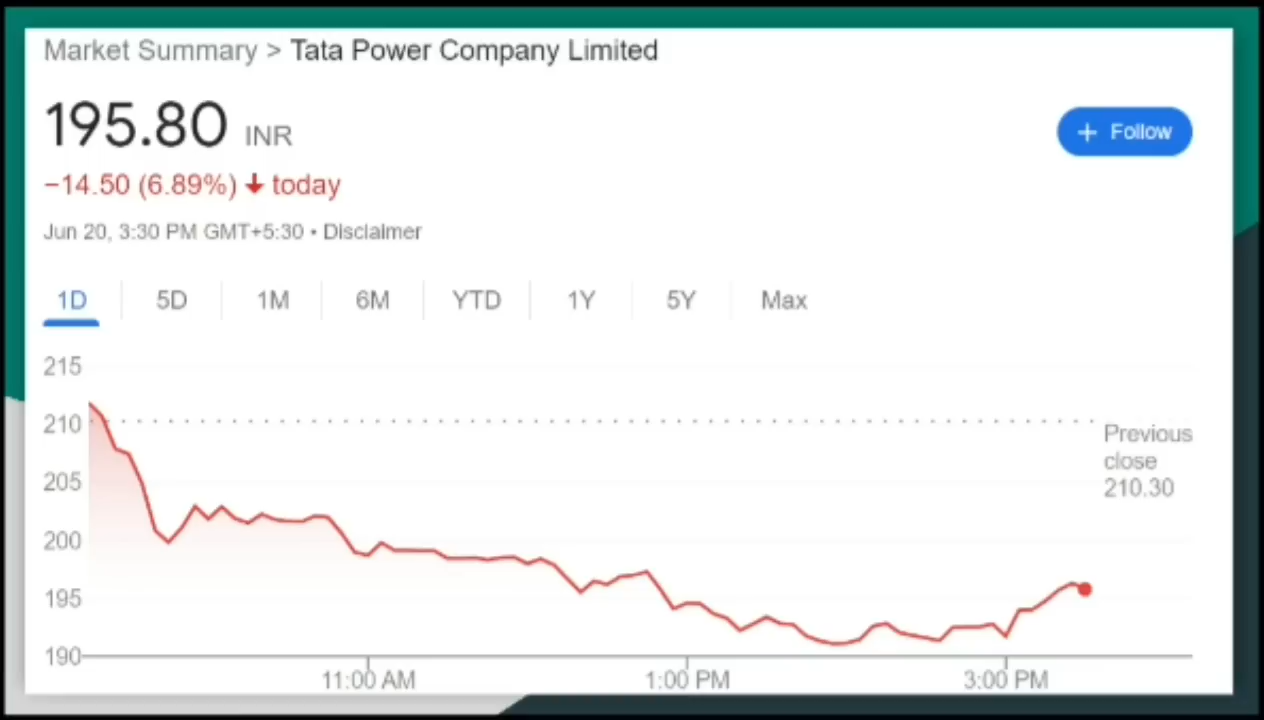 Market Summary > Tata Power Company Limited
195.80 INR
+ Follow
−14.50 (6.89%) ↓ today
Jun 20, 3:30 PM GMT+5:30 • Disclaimer
1D 5D 1M 6M YTD 1Y 5Y Max
215
210
Previous
close
210.30
205
200
195
190
11:00 AM 1:00 PM 3:00 PM